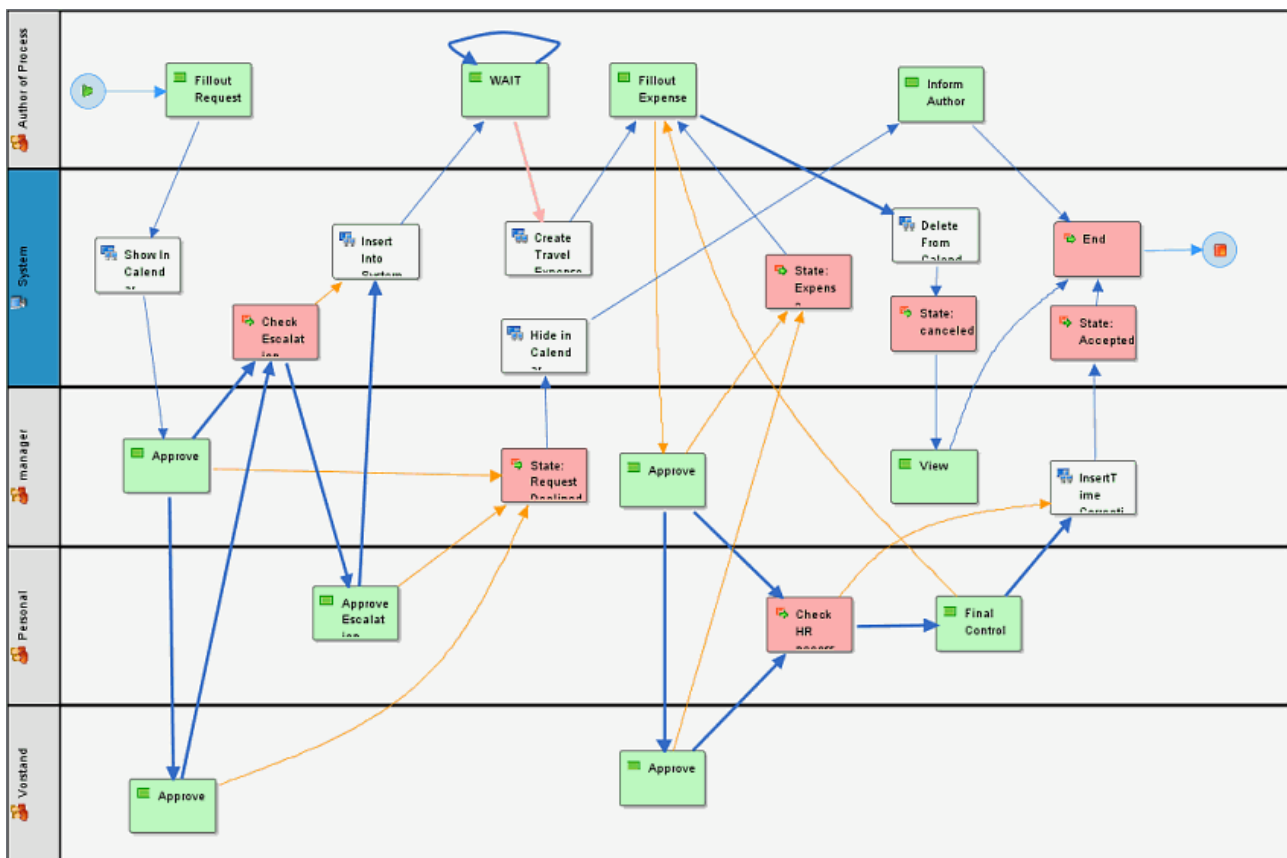 Author of Process
Fillout
Request
WAIT
Fillout
Expense
Inform
Author
System
Show In
Calend
Insert
Into
Create
Travel
State:
Expens
Delete
From
End
Check
Escalat
Hide in
Calend
State:
canceled
State:
Accepted
manager
Approve
State:
Request
Approve
View
InsertT
ime
Personal
Approve
Escalat
Check
HR
Final
Control
Vorstand
Approve
Approve